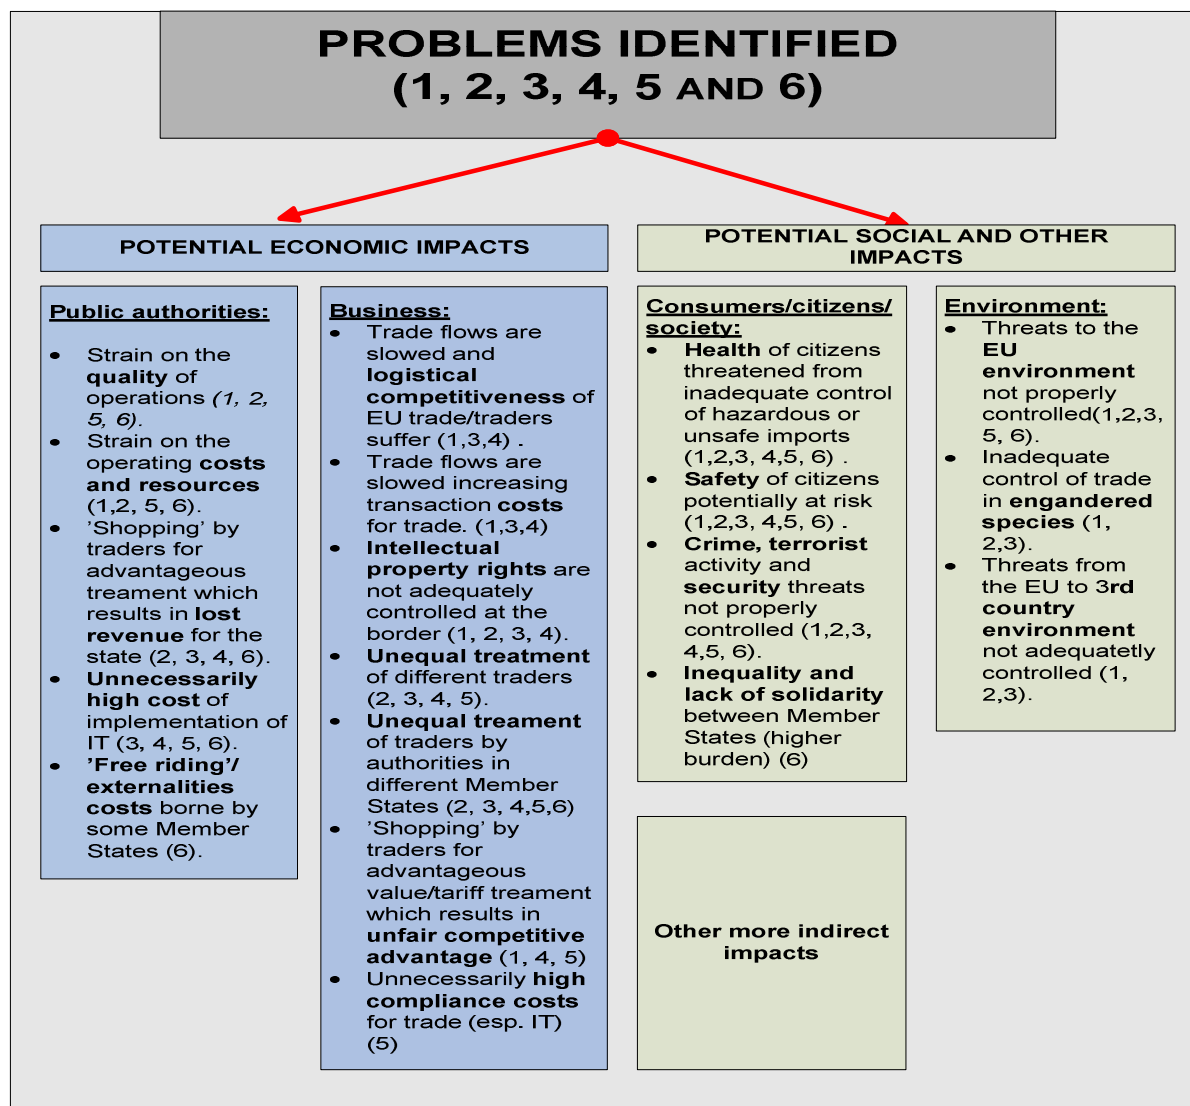 PROBLEMS IDENTIFIED
(1, 2, 3, 4, 5 AND 6)
POTENTIAL ECONOMIC IMPACTS
Public authorities:
• Strain on the
quality of
operations (1, 2,
5, 6).
• Strain on the
operating costs
and resources
(1,2, 5, 6).
• ’Shopping’ by
traders for
advantageous
treament which
results in lost
revenue for the
state (2, 3, 4, 6).
• Unnecessarily
high cost of
implementation of
IT (3, 4, 5, 6).
• ’Free riding’/
externalities
costs borne by
some Member
States (6).
Business:
• Trade flows are
slowed and
logistical
competitiveness of
EU trade/traders
suffer (1,3,4) .
• Trade flows are
slowed increasing
transaction costs
for trade. (1,3,4)
• Intellectual
property rights are
not adequately
controlled at the
border (1, 2, 3, 4).
• Unequal treatment
of different traders
(2, 3, 4, 5).
• Unequal treament
of traders by
authorities in
different Member
States (2, 3, 4,5,6)
• ’Shopping’ by
traders for
advantageous
value/tariff treament
which results in
unfair competitive
advantage (1, 4, 5)
• Unnecessarily high
compliance costs
for trade (esp. IT)
(5)
POTENTIAL SOCIAL AND OTHER
IMPACTS
Consumers/citizens/
society:
• Health of citizens
threatened from
inadequate control
of hazardous or
unsafe imports
(1,2,3, 4,5, 6) .
• Safety of citizens
potentially at risk
(1,2,3, 4,5, 6) .
• Crime, terrorist
activity and
security threats
not properly
controlled (1,2,3,
4,5, 6).
• Inequality and
lack of solidarity
between Member
States (higher
burden) (6)
Environment:
• Threats to the
EU
environment
not properly
controlled(1,2,3,
5, 6).
• Inadequate
control of trade
in engandered
species (1,
2,3).
• Threats from
the EU to 3rd
country
environment
not adequatetly
controlled (1,
2,3).
Other more indirect
impacts